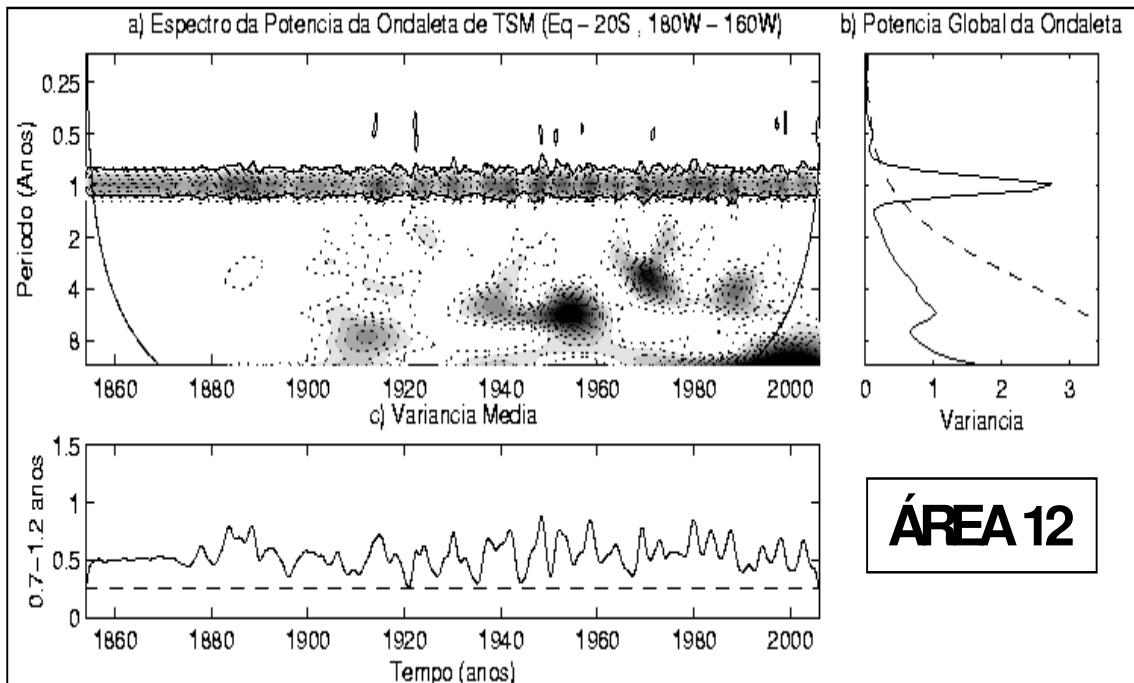 a) Espectro da Potencia da Ondaleta de TSM (Eq – 20S , 180W – 160W)
b) Potencia Global da Ondaleta
Periodo (Anos)
0.25
0.5
1
2
4
8
1860 1880 1900 1920 1940 1960 1980 2000
0 1 2 3
Variancia
c) Variancia Media
0.7–1.2 anos
1.5
1
0.5
0
1860 1880 1900 1920 1940 1960 1980 2000
Tempo (anos)
ÁREA 12